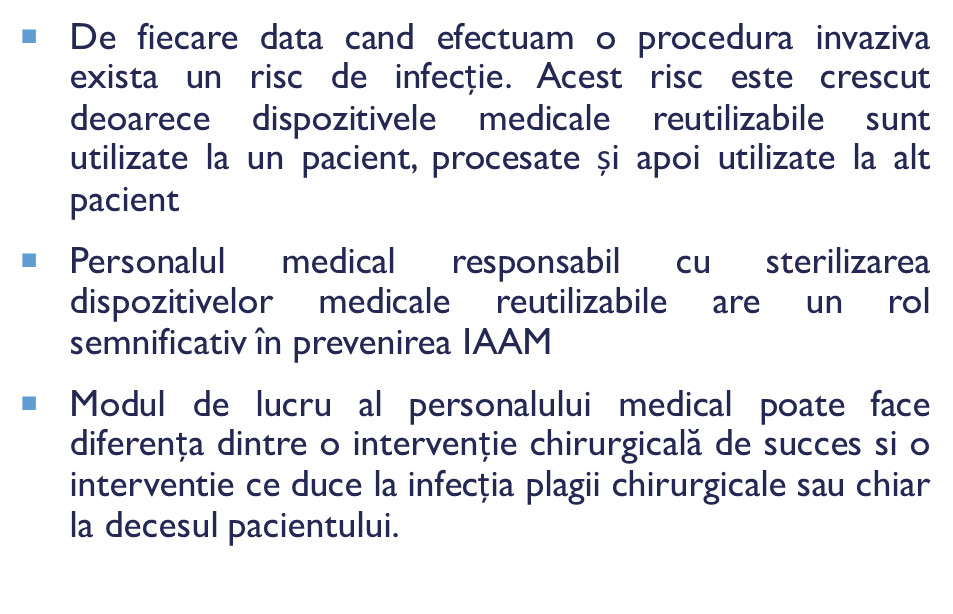 De fiecare data cand efectuam o procedura invaziva
exista un risc de infecție. Acest risc este crescut
deoarece dispozitivele medicale reutilizabile sunt
utilizate la un pacient, procesate și apoi utilizate la alt
pacient
Personalul medical responsabil cu sterilizarea
dispozitivelor medicale reutilizabile are un rol
semnificativ în prevenirea IAAM
Modul de lucru al personalului medical poate face
diferența dintre o intervenție chirurgicală de succes si o
interventie ce duce la infecția plagii chirurgicale sau chiar
la decesul pacientului.